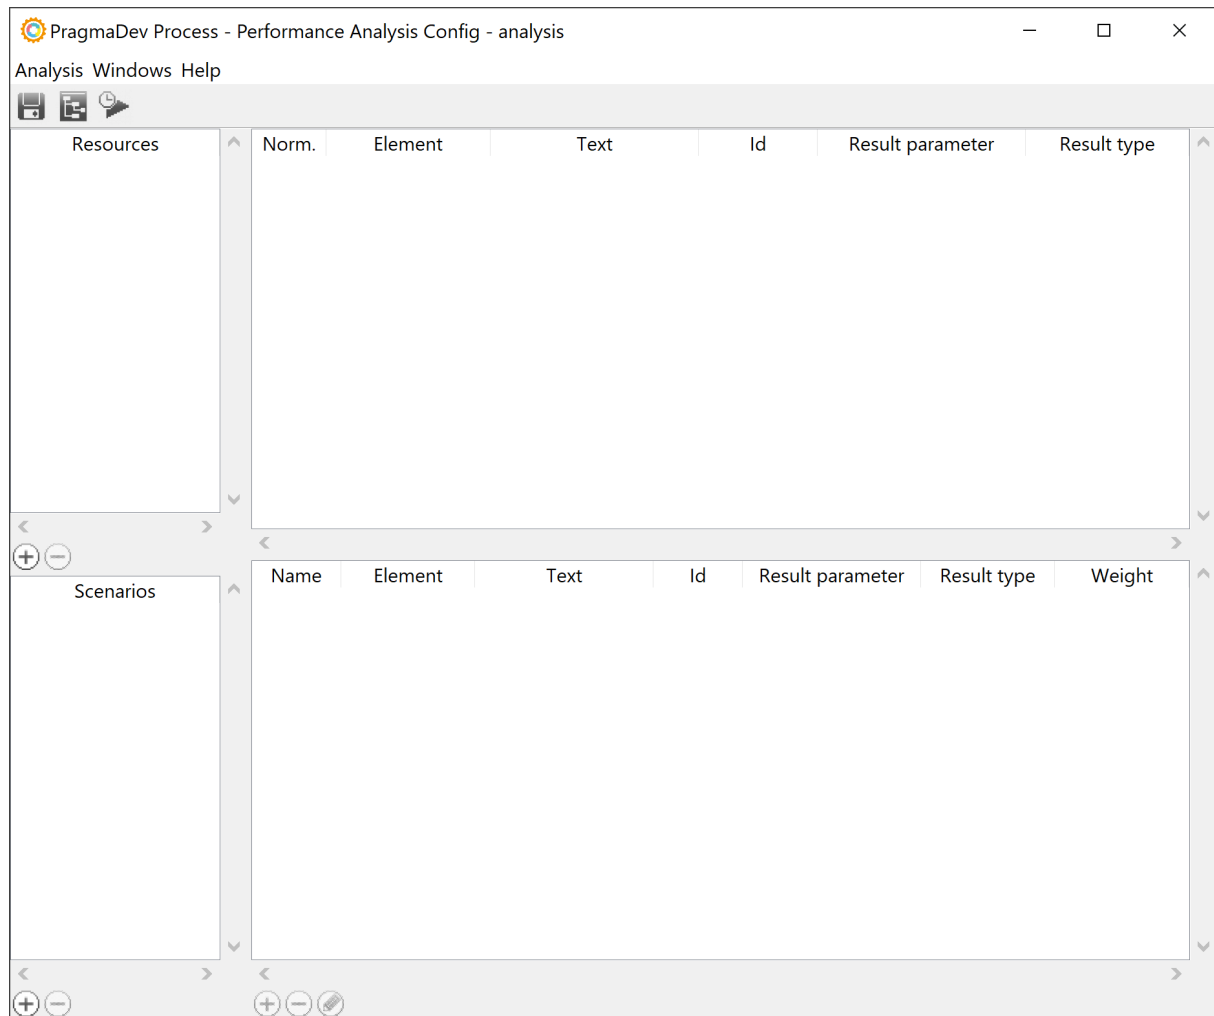 PragmaDev Process - Performance Analysis Config - analysis
Analysis Windows Help
Resources
Norm. Element Text Id Result parameter Result type
Scenarios
Name Element Text Id Result parameter Result type Weight